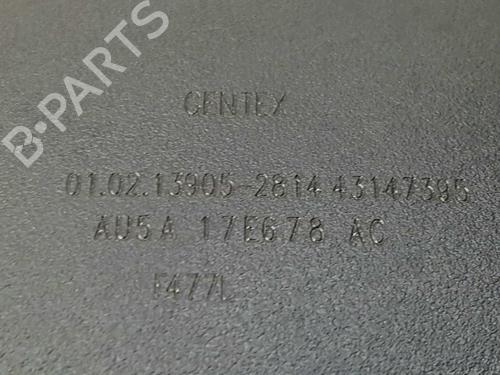 B-PARTS
GENTEX
01.02.13905-2814 43147395
AU5A 17E678 AC
F477L